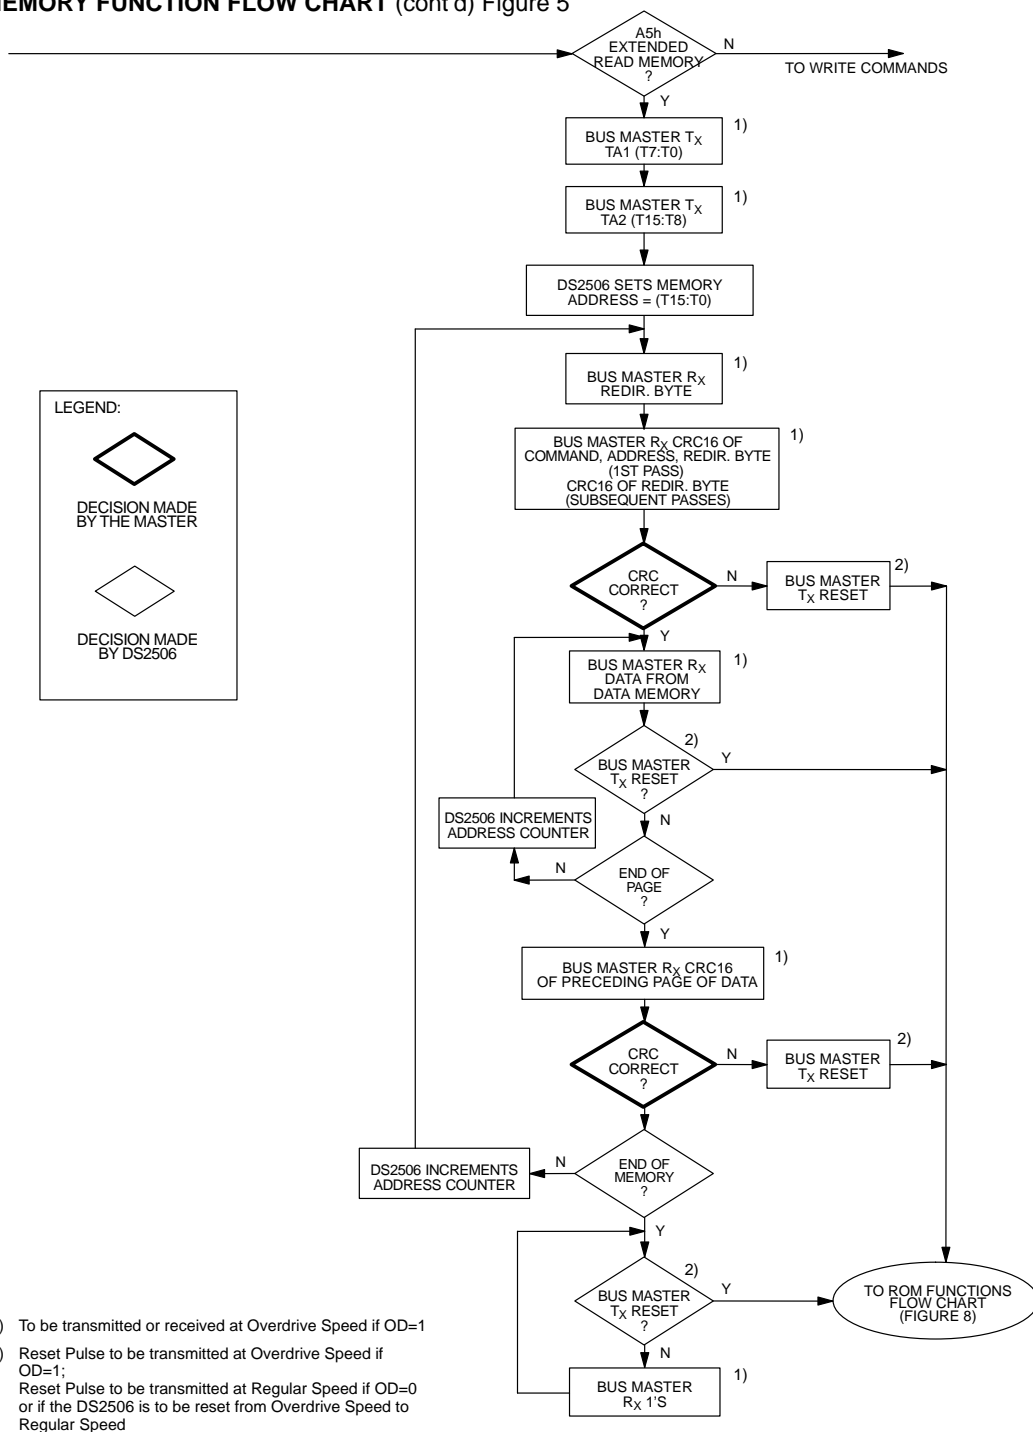 EMORY FUNCTION FLOW CHART (cont'd) Figure 5
A5h
EXTENDED
READ MEMORY
?
N
TO WRITE COMMANDS
Y
BUS MASTER TX
TA1 (T7:T0)
1)
BUS MASTER TX
TA2 (T15:T8)
1)
DS2506 SETS MEMORY
ADDRESS = (T15:T0)
BUS MASTER RX
REDIR. BYTE
1)
LEGEND:
DECISION MADE
BY THE MASTER
DECISION MADE
BY DS2506
BUS MASTER RX CRC16 OF
COMMAND, ADDRESS, REDIR. BYTE
(1ST PASS)
CRC16 OF REDIR. BYTE
(SUBSEQUENT PASSES)
1)
CRC
CORRECT
?
N
BUS MASTER
TX RESET
2)
Y
BUS MASTER RX
DATA FROM
DATA MEMORY
1)
BUS MASTER
TX RESET
?
2)
Y
N
DS2506 INCREMENTS
ADDRESS COUNTER
END OF
PAGE
?
N
Y
BUS MASTER RX CRC16
OF PRECEDING PAGE OF DATA
1)
CRC
CORRECT
?
N
BUS MASTER
TX RESET
2)
END OF
MEMORY
?
N
DS2506 INCREMENTS
ADDRESS COUNTER
Y
BUS MASTER
TX RESET
?
2)
Y
TO ROM FUNCTIONS
FLOW CHART
(FIGURE 8)
N
BUS MASTER
RX 1'S
1)
) To be transmitted or received at Overdrive Speed if OD=1
) Reset Pulse to be transmitted at Overdrive Speed if
OD=1;
Reset Pulse to be transmitted at Regular Speed if OD=0
or if the DS2506 is to be reset from Overdrive Speed to
Regular Speed